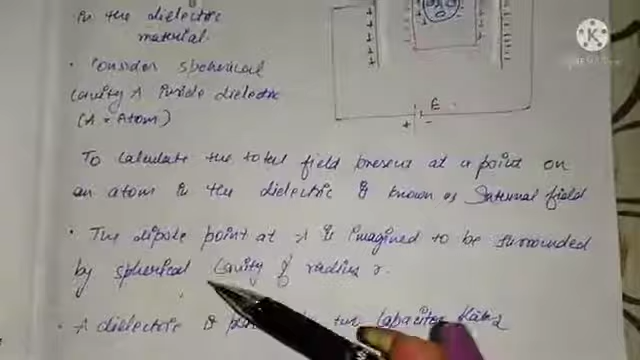 in the dielectric
material.
• Consider spherical
cavity A inside dielectric
(A = Atom)
E
+ -
To calculate the total field present at a point on
an atom in the dielectric is known as Internal field
• The dipole point at A is imagined to be surrounded
by spherical cavity of radius r.
• A dielectric is the Capacitor
K